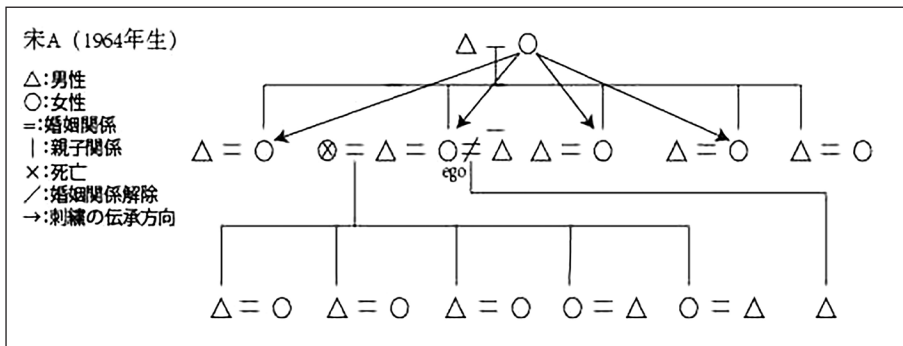 宋A（1964年生）
△:男性
○:女性
=:婚姻関係
|:親子関係
×:死亡
／:婚姻関係解除
→:刺繍の伝承方向
ego